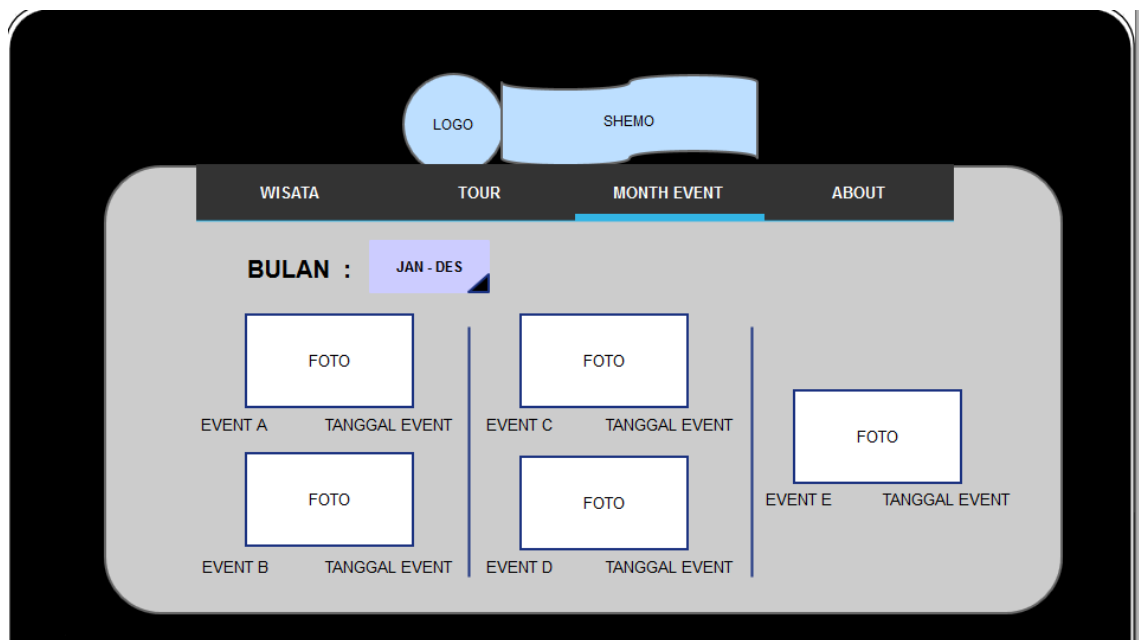 LOGO
SHEMO
WISATA TOUR MONTH EVENT ABOUT
BULAN : JAN - DES
FOTO
EVENT A TANGGAL EVENT
FOTO
EVENT B TANGGAL EVENT
FOTO
EVENT C TANGGAL EVENT
FOTO
EVENT D TANGGAL EVENT
FOTO
EVENT E TANGGAL EVENT